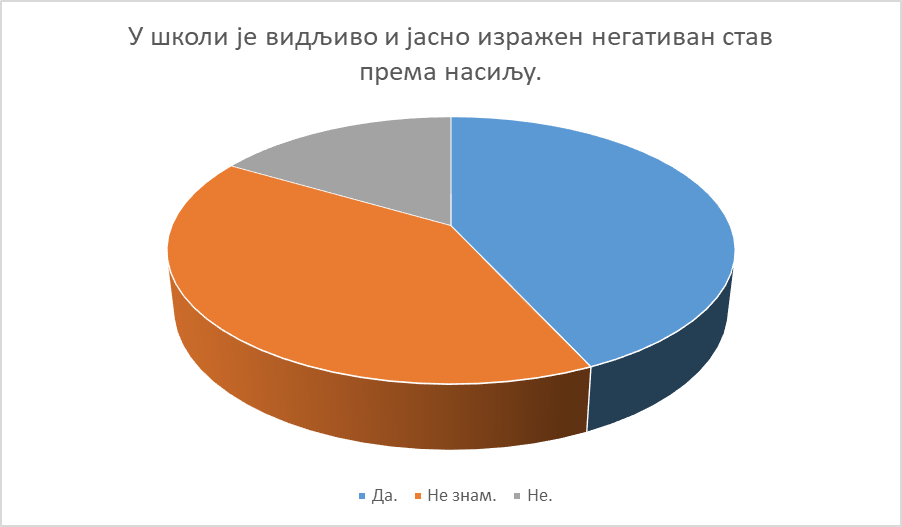 У школи је видљиво и јасно изражен негативан став
према насиљу.
Да. Не знам. Не.